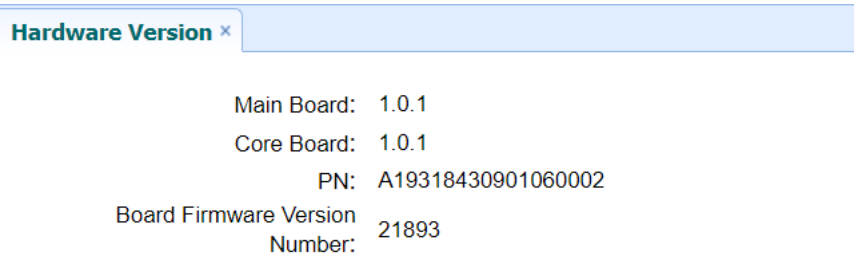 Hardware Version ×
Main Board: 1.0.1
Core Board: 1.0.1
PN: A19318430901060002
Board Firmware Version
Number: 21893